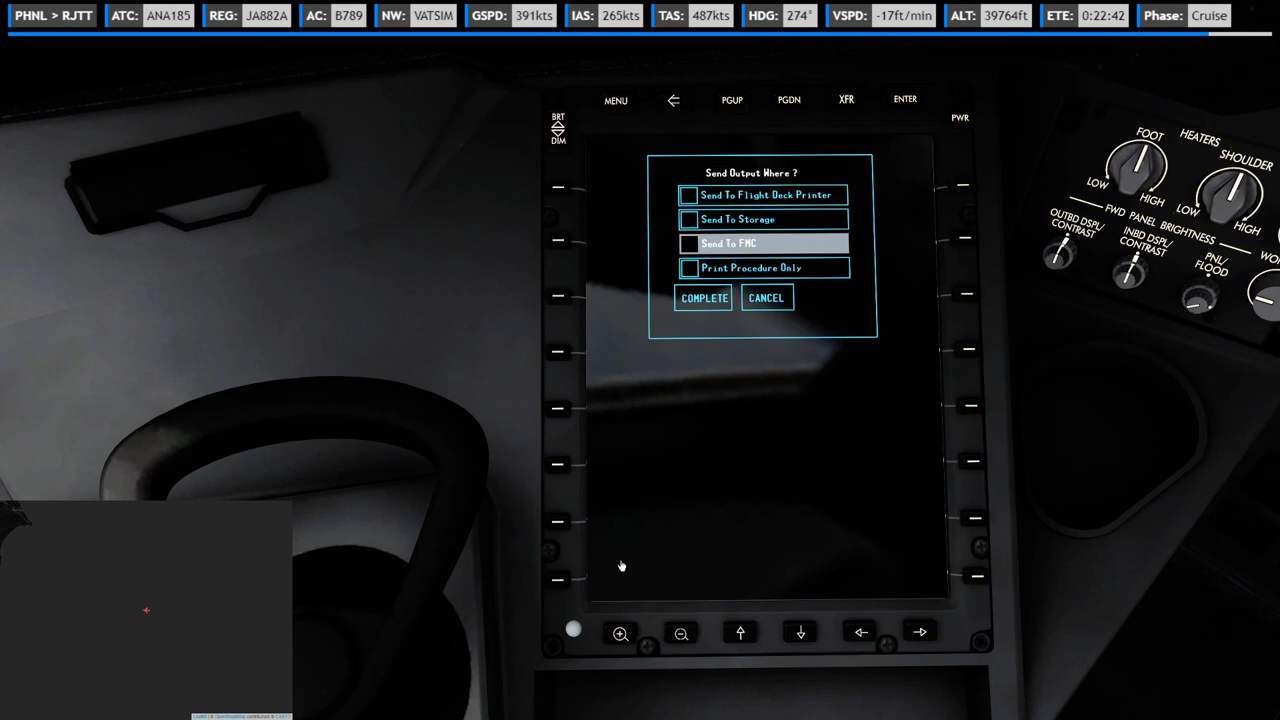 PHNL > RJTT ATC: ANA185 REG: JA882A AC: B789 NW: VATSIM GSPD: 391kts IAS: 265kts TAS: 487kts HDG: 274° VSPD: -17ft/min ALT: 39764ft ETE: 0:22:42 Phase: Cruise
MENU PGUP PGDN XFR ENTER
BRT
DIM
PWR
Send Output Where ?
Send To Flight Deck Printer
Send To Storage
Send To FMC
Print Procedure Only
COMPLETE CANCEL
FOOT
HEATERS
SHOULDER
LOW
HIGH
LOW
HIGH
FWD PANEL BRIGHTNESS
OUTBD DSPL/
CONTRAST
INBD DSPL/
CONTRAST
PNL/
FLOOD